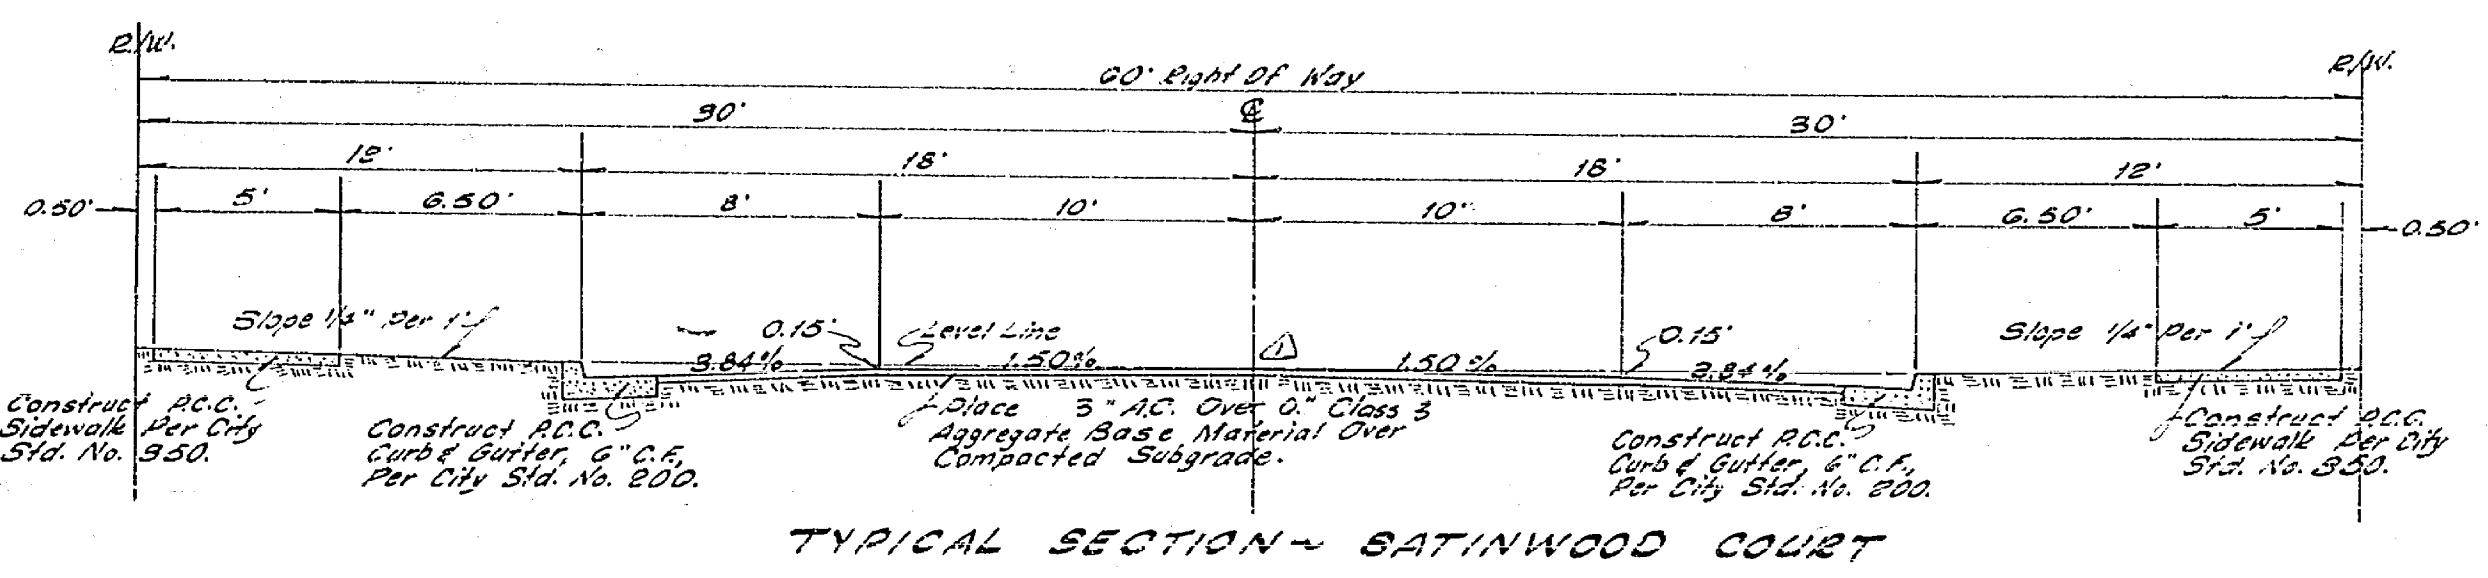 R/W.
R/W.
60' Right Of Way
30'
℄
30'
12'
18'
18'
12'
0.50'
5'
6.50'
8'
10'
10'
8'
6.50'
5'
0.50'
Slope 1/4" Per 1'
0.15'
Level Line
3.84%
1.50%
1
1.50%
0.15'
3.84%
Slope 1/4" Per 1'
Construct P.C.C.
Sidewalk Per City
Std. No. 350.
Construct P.C.C.
Curb & Gutter, 6" C.F.,
Per City Std. No. 200.
Place 3" A.C. Over Class 3
Aggregate Base Material Over
Compacted Subgrade.
Construct P.C.C.
Curb & Gutter, 6" C.F.,
Per City Std. No. 200.
Construct P.C.C.
Sidewalk Per City
Std. No. 350.
TYPICAL SECTION~ SATINWOOD COURT